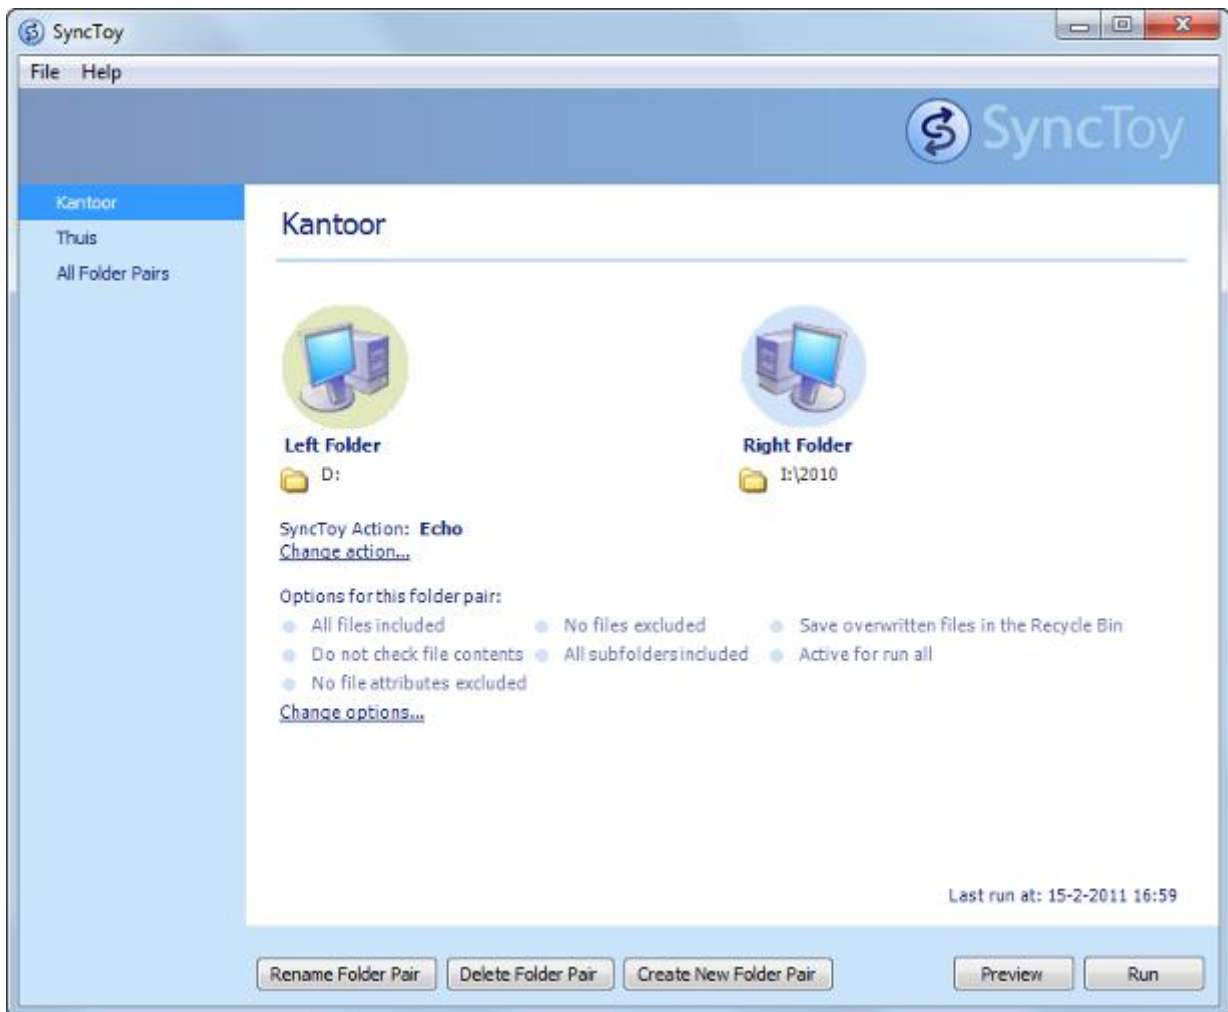 SyncToy
File Help
SyncToy
Kantoor
Thuis
All Folder Pairs
Kantoor
Left Folder
D:
Right Folder
I:\2010
SyncToy Action: Echo
Change action...
Options for this folder pair:
All files included No files excluded Save overwritten files in the Recycle Bin
Do not check file contents All subfolders included Active for run all
No file attributes excluded
Change options...
Last run at: 15-2-2011 16:59
Rename Folder Pair Delete Folder Pair Create New Folder Pair Preview Run